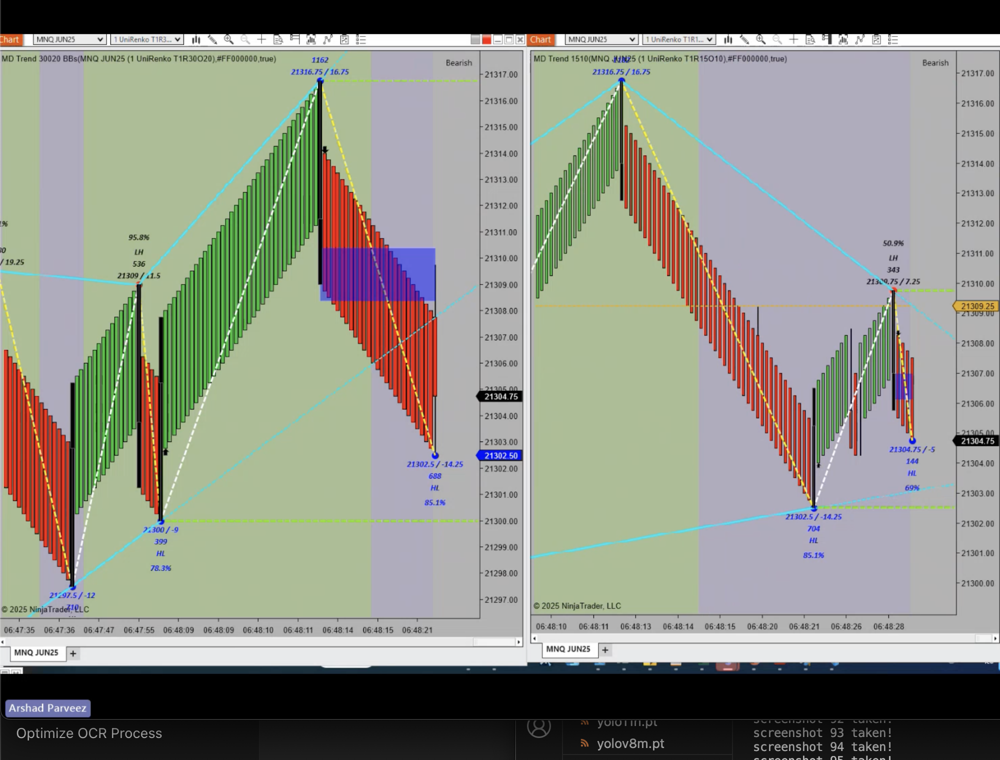 Chart
MNQ JUN25
1 UniRenko T1R3...
MD Trend 30020 BBs(MNQ JUN25 (1 UniRenko T1R30O20),#FF000000,true)
Bearish
1162
21316.75 / 16.75
95.8%
LH
536
/ 19.25
21300 / -9
399
HL
78.3%
21297.5 / -12
710
21302.5 / -14.25
688
HL
85.1%
21317.00
21316.00
21315.00
21314.00
21313.00
21312.00
21311.00
21310.00
21309.00
21308.00
21307.00
21306.00
21305.00
21304.75
21304.00
21303.00
21302.50
21302.00
21301.00
21300.00
21299.00
21298.00
21297.00
© 2025 NinjaTrader, LLC
06:47:35 06:47:36 06:47:47 06:47:55 06:48:09 06:48:09 06:48:10 06:48:11 06:48:14 06:48:15 06:48:21
MNQ JUN25 +
Chart
MNQ JUN25
1 UniRenko T1R1...
MD Trend 1510(MNQ JUN25 (1 UniRenko T1R15O10),#FF000000,true)
Bearish
21316.75 / 16.75
50.9%
LH
343
21309.75 / 7.25
21304.75 / -5
144
HL
69%
21302.5 / -14.25
704
HL
85.1%
21317.00
21316.00
21315.00
21314.00
21313.00
21312.00
21311.00
21310.00
21309.25
21309.00
21308.00
21307.00
21306.00
21305.00
21304.75
21304.00
21303.00
21302.00
21301.00
21300.00
© 2025 NinjaTrader, LLC
06:48:10 06:48:11 06:48:13 06:48:14 06:48:15 06:48:20 06:48:21 06:48:26 06:48:28
MNQ JUN25 +
Arshad Parveez
Optimize OCR Process
yolo11n.pt
yolov8m.pt
screenshot 92 taken!
screenshot 93 taken!
screenshot 94 taken!
screenshot 95 taken!